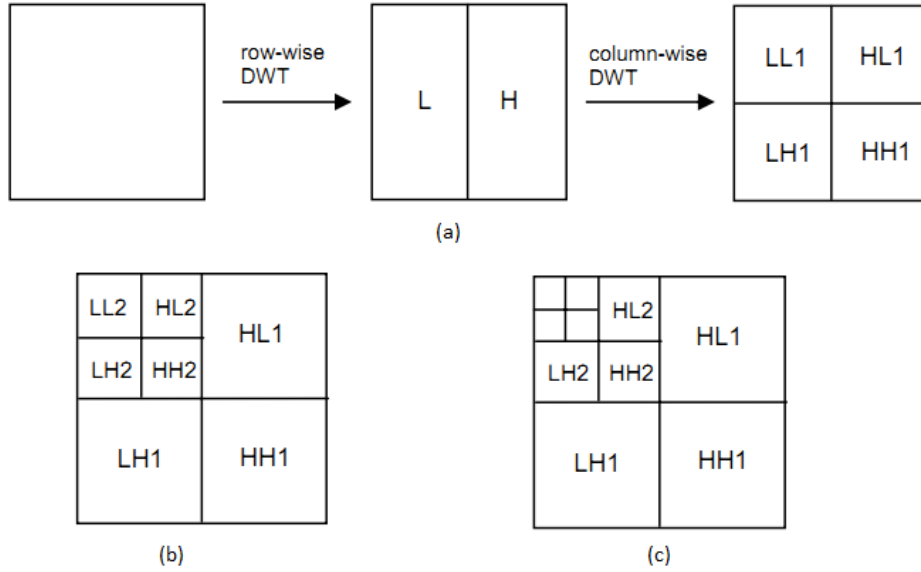 row-wise
DWT
L H
column-wise
DWT
LL1 HL1
LH1 HH1
(a)
LL2 HL2
HL1
LH2 HH2
LH1 HH1
(b)
HL2
HL1
LH2 HH2
LH1 HH1
(c)